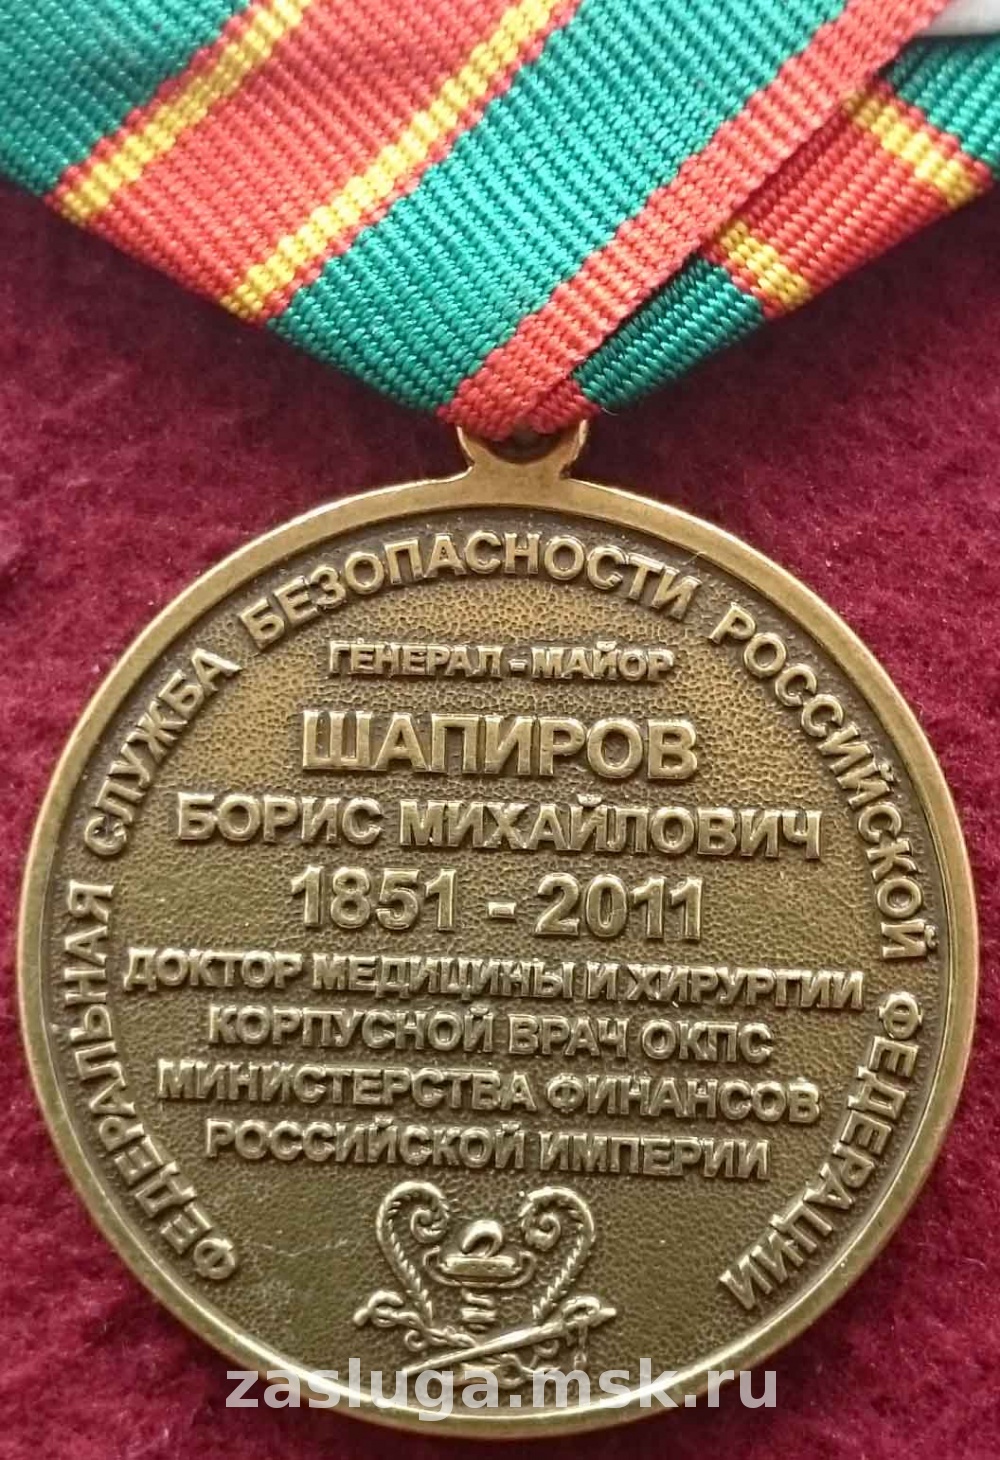 ФЕДЕРАЛЬНАЯ СЛУЖБА БЕЗОПАСНОСТИ РОССИЙСКОЙ ФЕДЕРАЦИИ
ГЕНЕРАЛ - МАЙОР
ШАПИРОВ
БОРИС МИХАЙЛОВИЧ
1851 - 2011
ДОКТОР МЕДИЦИНЫ И ХИРУРГИИ
КОРПУСНОЙ ВРАЧ ОКПС
МИНИСТЕРСТВА ФИНАНСОВ
РОССИЙСКОЙ ИМПЕРИИ
zasluga.msk.ru